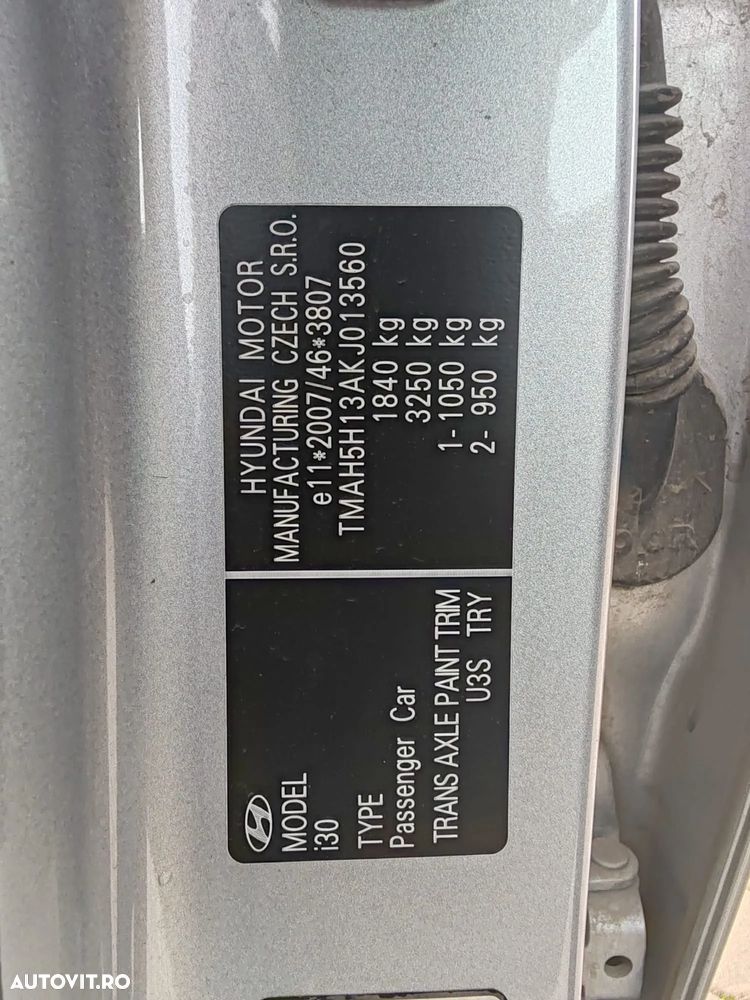 MODEL
i30
TYPE
Passenger Car
TRANS AXLE PAINT TRIM
U3S TRY
HYUNDAI MOTOR
MANUFACTURING CZECH S.R.O.
e11*2007/46*3807
TMAH5H13AKJ013560
1840 kg
3250 kg
1- 1050 kg
2- 950 kg
AUTOVIT.RO